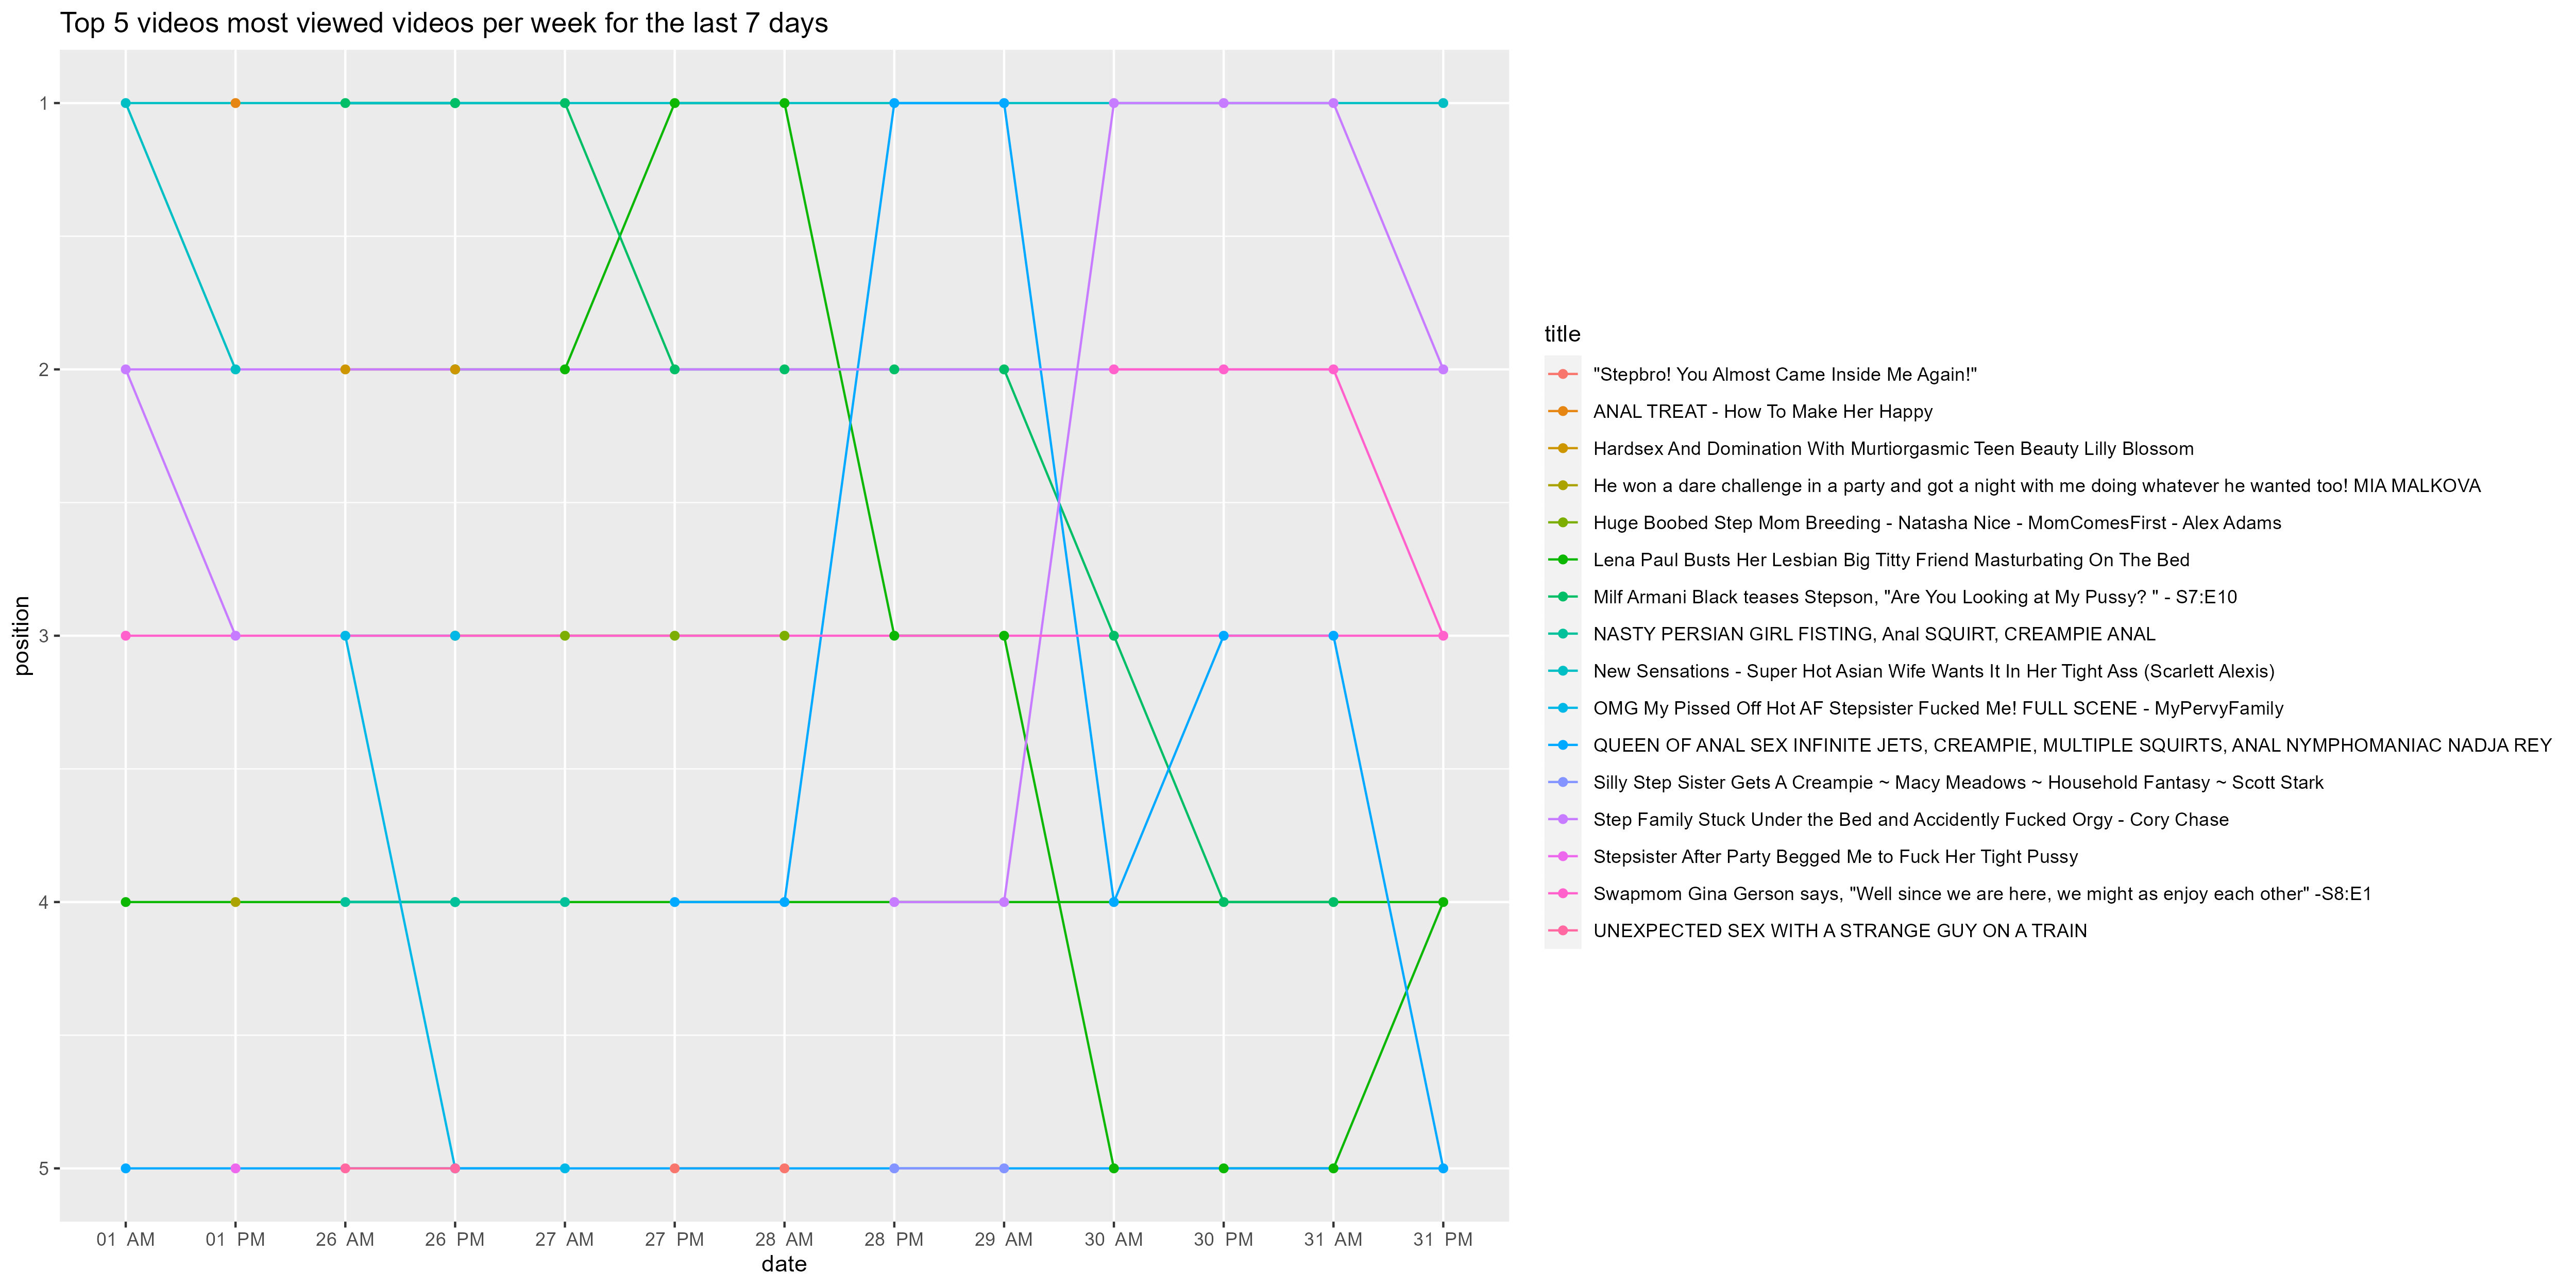 Top 5 videos most viewed videos per week for the last 7 days
position
1
2
3
4
5
01 AM
01 PM
26 AM
26 PM
27 AM
27 PM
28 AM
28 PM
29 AM
30 AM
30 PM
31 AM
31 PM
date
title
"Stepbro! You Almost Came Inside Me Again!"
ANAL TREAT - How To Make Her Happy
Hardsex And Domination With Murtiorgasmic Teen Beauty Lilly Blossom
He won a dare challenge in a party and got a night with me doing whatever he wanted too! MIA MALKOVA
Huge Boobed Step Mom Breeding - Natasha Nice - MomComesFirst - Alex Adams
Lena Paul Busts Her Lesbian Big Titty Friend Masturbating On The Bed
Milf Armani Black teases Stepson, "Are You Looking at My Pussy? " - S7:E10
NASTY PERSIAN GIRL FISTING, Anal SQUIRT, CREAMPIE ANAL
New Sensations - Super Hot Asian Wife Wants It In Her Tight Ass (Scarlett Alexis)
OMG My Pissed Off Hot AF Stepsister Fucked Me! FULL SCENE - MyPervyFamily
QUEEN OF ANAL SEX INFINITE JETS, CREAMPIE, MULTIPLE SQUIRTS, ANAL NYMPHOMANIAC NADJA REY
Silly Step Sister Gets A Creampie ~ Macy Meadows ~ Household Fantasy ~ Scott Stark
Step Family Stuck Under the Bed and Accidently Fucked Orgy - Cory Chase
Stepsister After Party Begged Me to Fuck Her Tight Pussy
Swapmom Gina Gerson says, "Well since we are here, we might as enjoy each other" -S8:E1
UNEXPECTED SEX WITH A STRANGE GUY ON A TRAIN